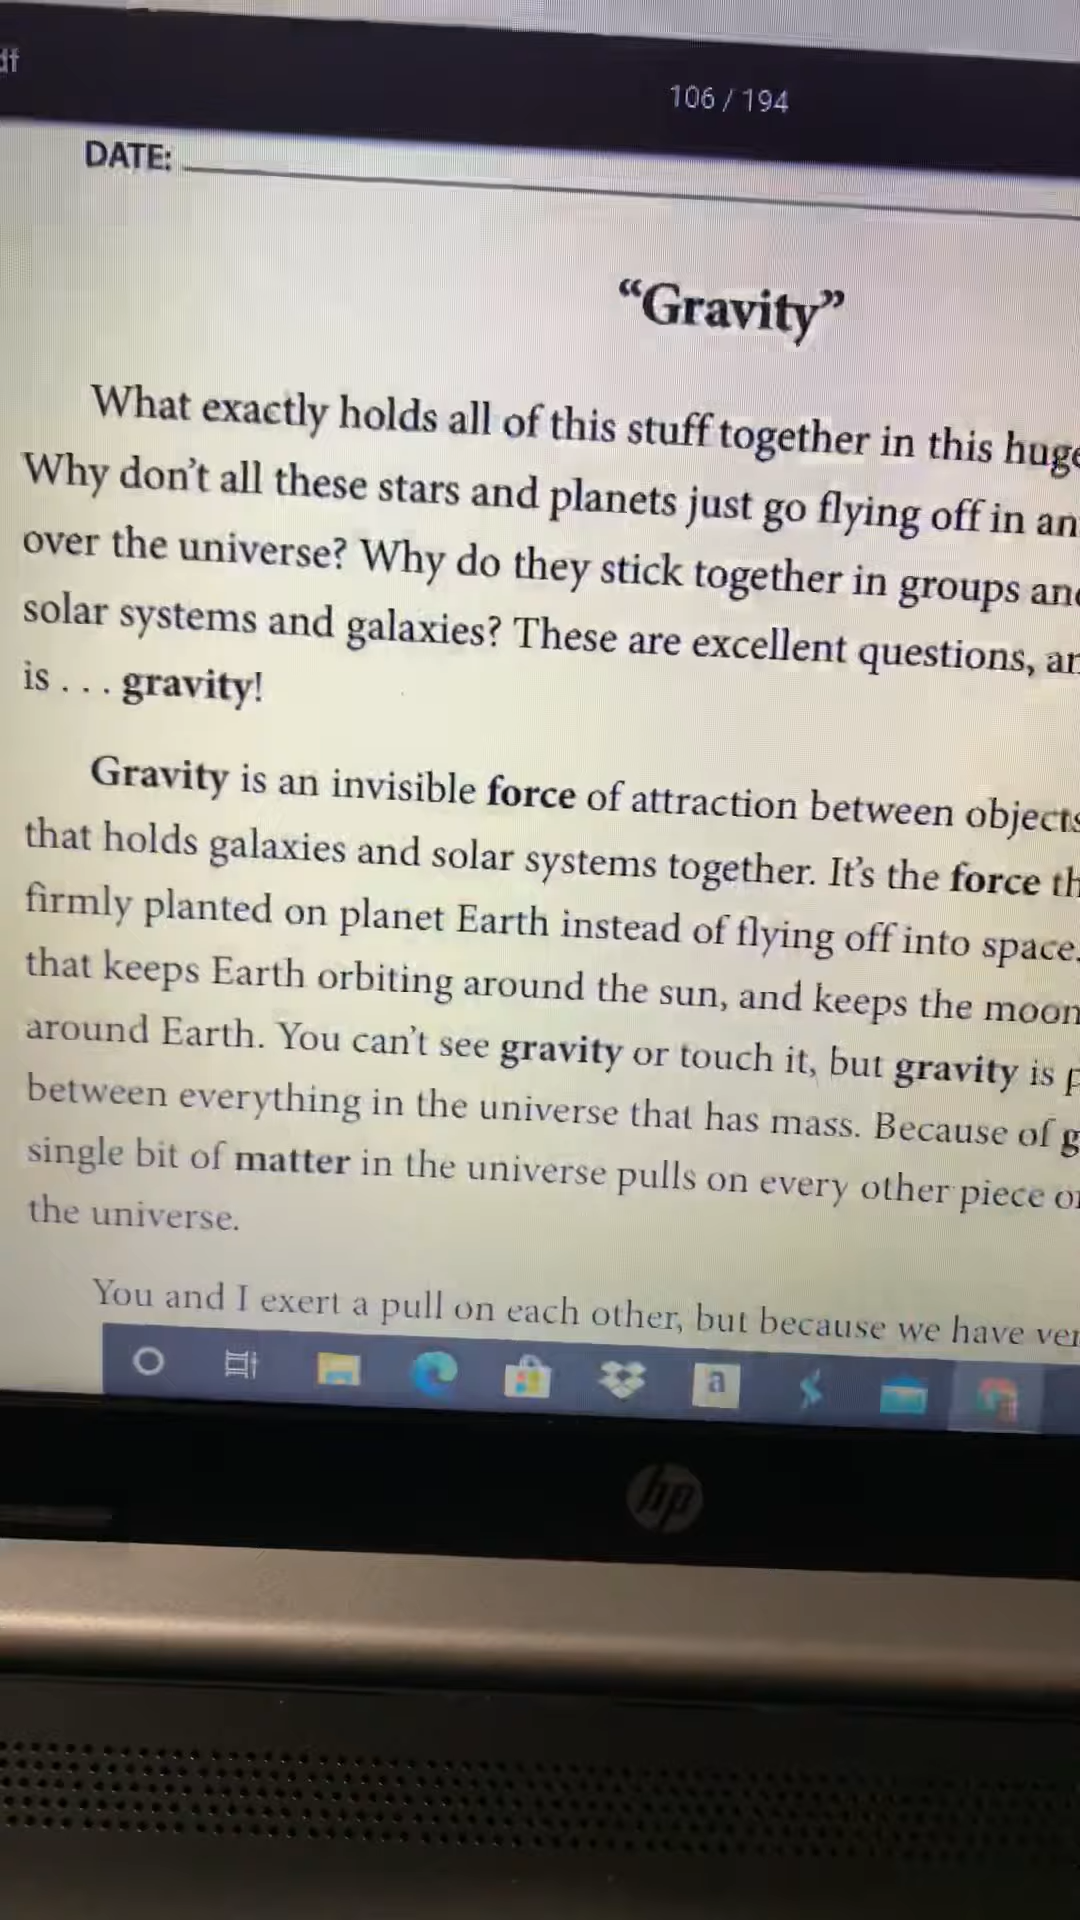 106 / 194
DATE:
“Gravity”
What exactly holds all of this stuff together in this huge
Why don’t all these stars and planets just go flying off in
over the universe? Why do they stick together in groups
solar systems and galaxies? These are excellent questions,
is . . . gravity!
Gravity is an invisible force of attraction between objects
that holds galaxies and solar systems together. It’s the force
firmly planted on planet Earth instead of flying off into space.
that keeps Earth orbiting around the sun, and keeps the moon
around Earth. You can’t see gravity or touch it, but gravity is
between everything in the universe that has mass. Because of
single bit of matter in the universe pulls on every other piece
the universe.
You and I exert a pull on each other, but because we have
a
hp